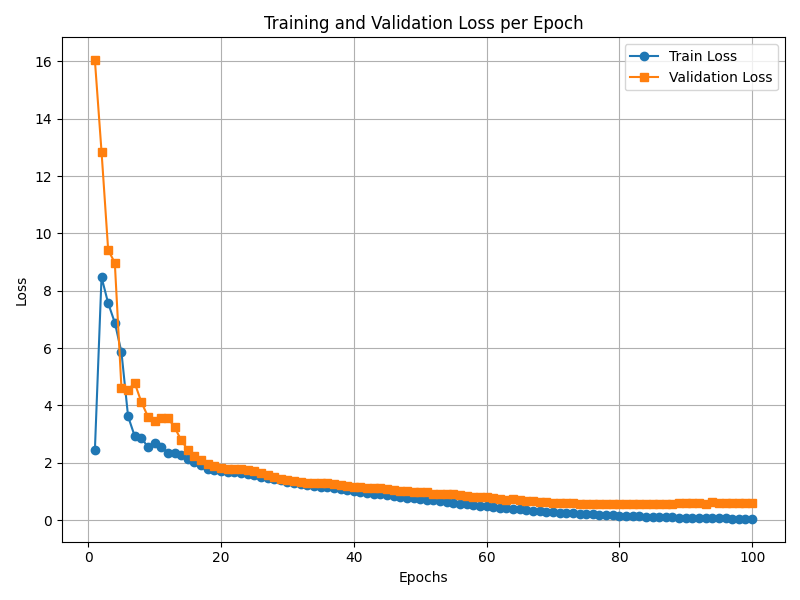 Training and Validation Loss per Epoch
Train Loss
Validation Loss
Loss
16
14
12
10
8
6
4
2
0
0 20 40 60 80 100
Epochs